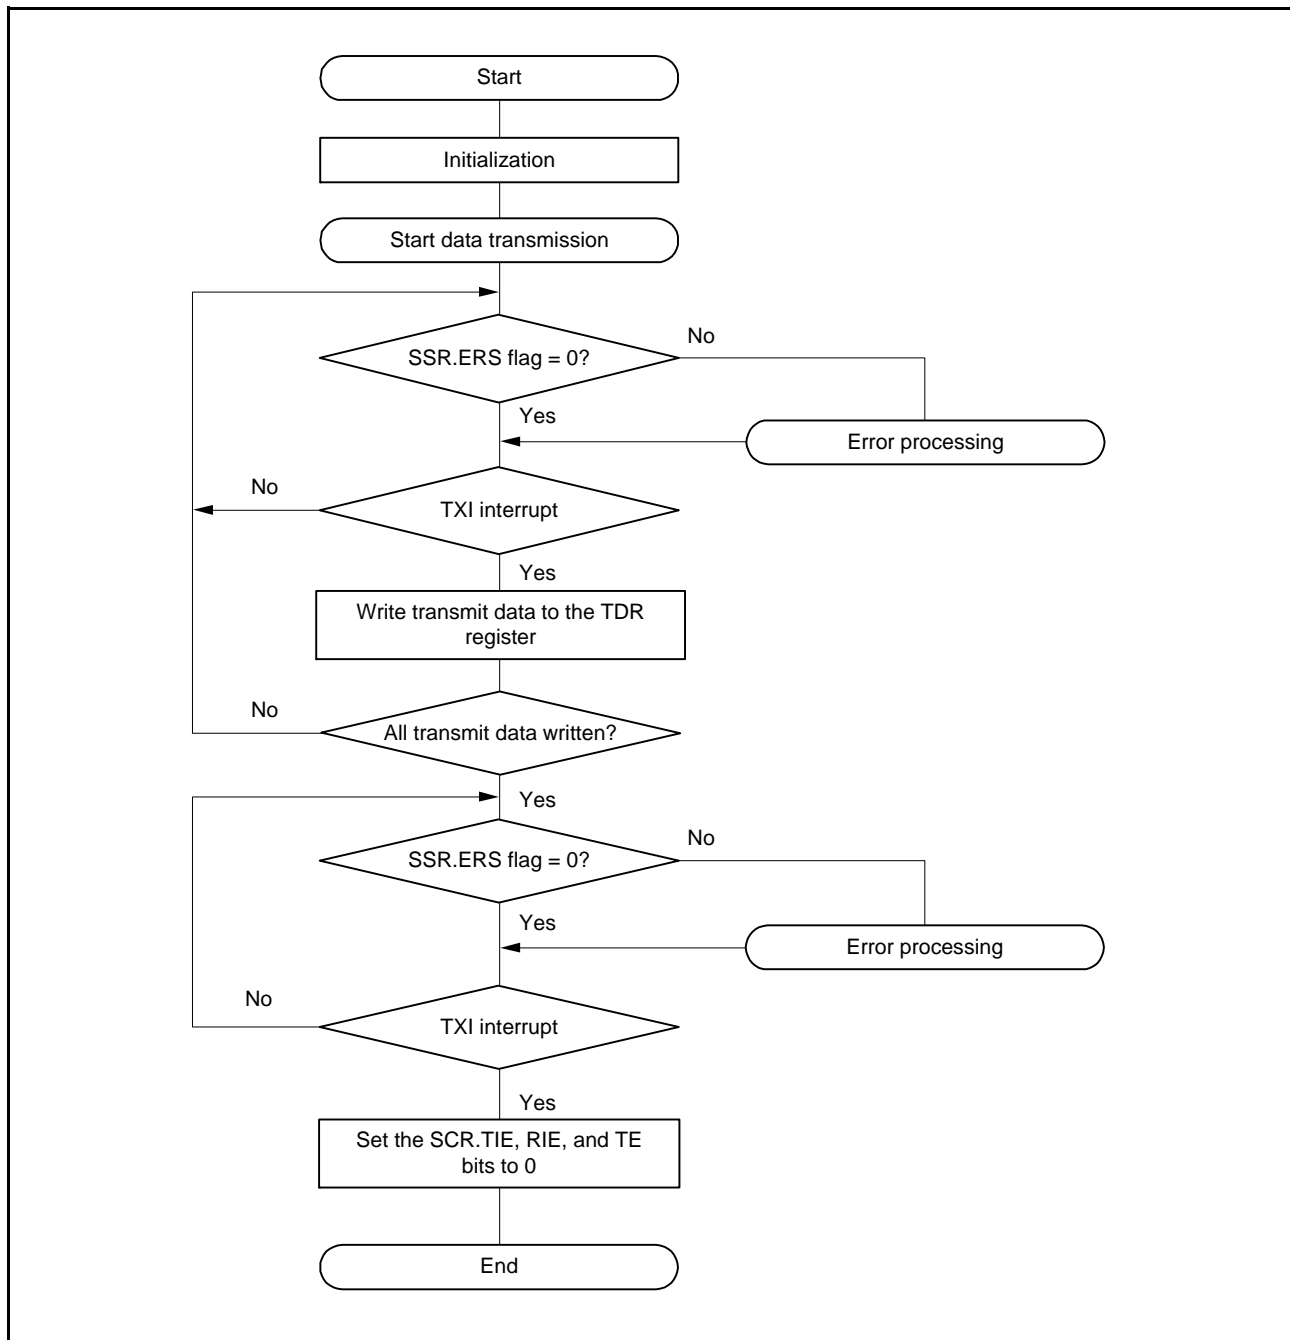 Start
Initialization
Start data transmission
SSR.ERS flag = 0?
No
Yes
Error processing
No
TXI interrupt
Yes
Write transmit data to the TDR
register
No
All transmit data written?
Yes
SSR.ERS flag = 0?
No
Yes
Error processing
No
TXI interrupt
Yes
Set the SCR.TIE, RIE, and TE
bits to 0
End